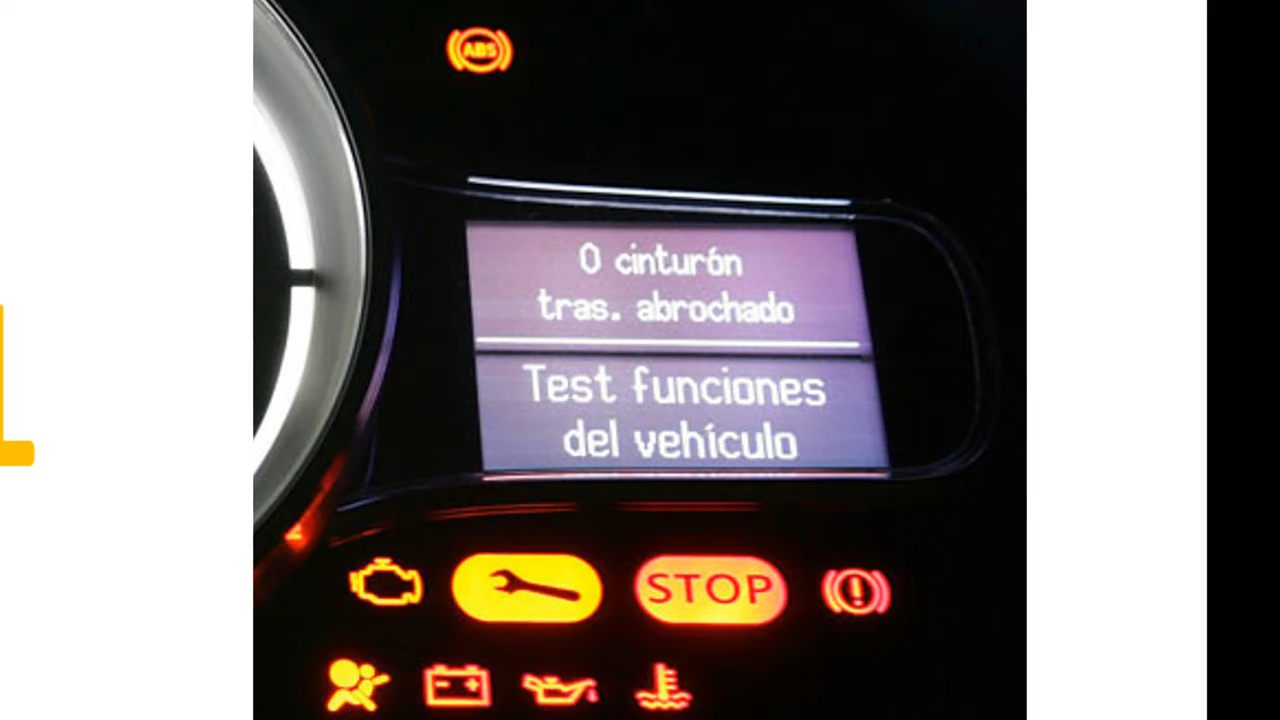 ABS
0 cinturón
tras. abrochado
Test funciones
del vehículo
STOP